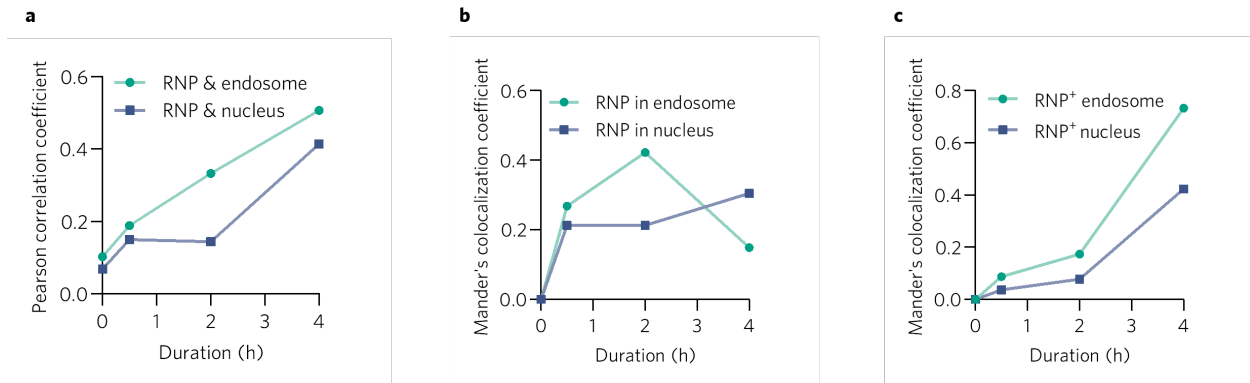 a
Pearson correlation coefficient
0.6
0.4
0.2
0.0
RNP & endosome
RNP & nucleus
0 1 2 3 4
Duration (h)
b
Mander's colocalization coefficient
0.6
0.4
0.2
0.0
RNP in endosome
RNP in nucleus
0 1 2 3 4
Duration (h)
c
Mander's colocalization coefficient
0.8
0.6
0.4
0.2
0.0
RNP⁺ endosome
RNP⁺ nucleus
0 1 2 3 4
Duration (h)